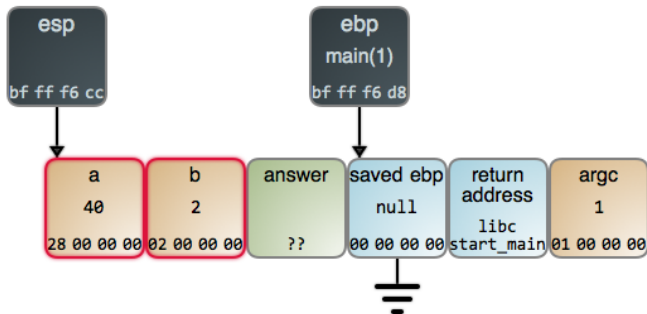 esp
bf ff f6 cc
ebp
main(1)
bf ff f6 d8
a
40
28 00 00 00
b
2
02 00 00 00
answer
??
saved ebp
null
00 00 00 00
return
address
libc
start_main
argc
1
01 00 00 00